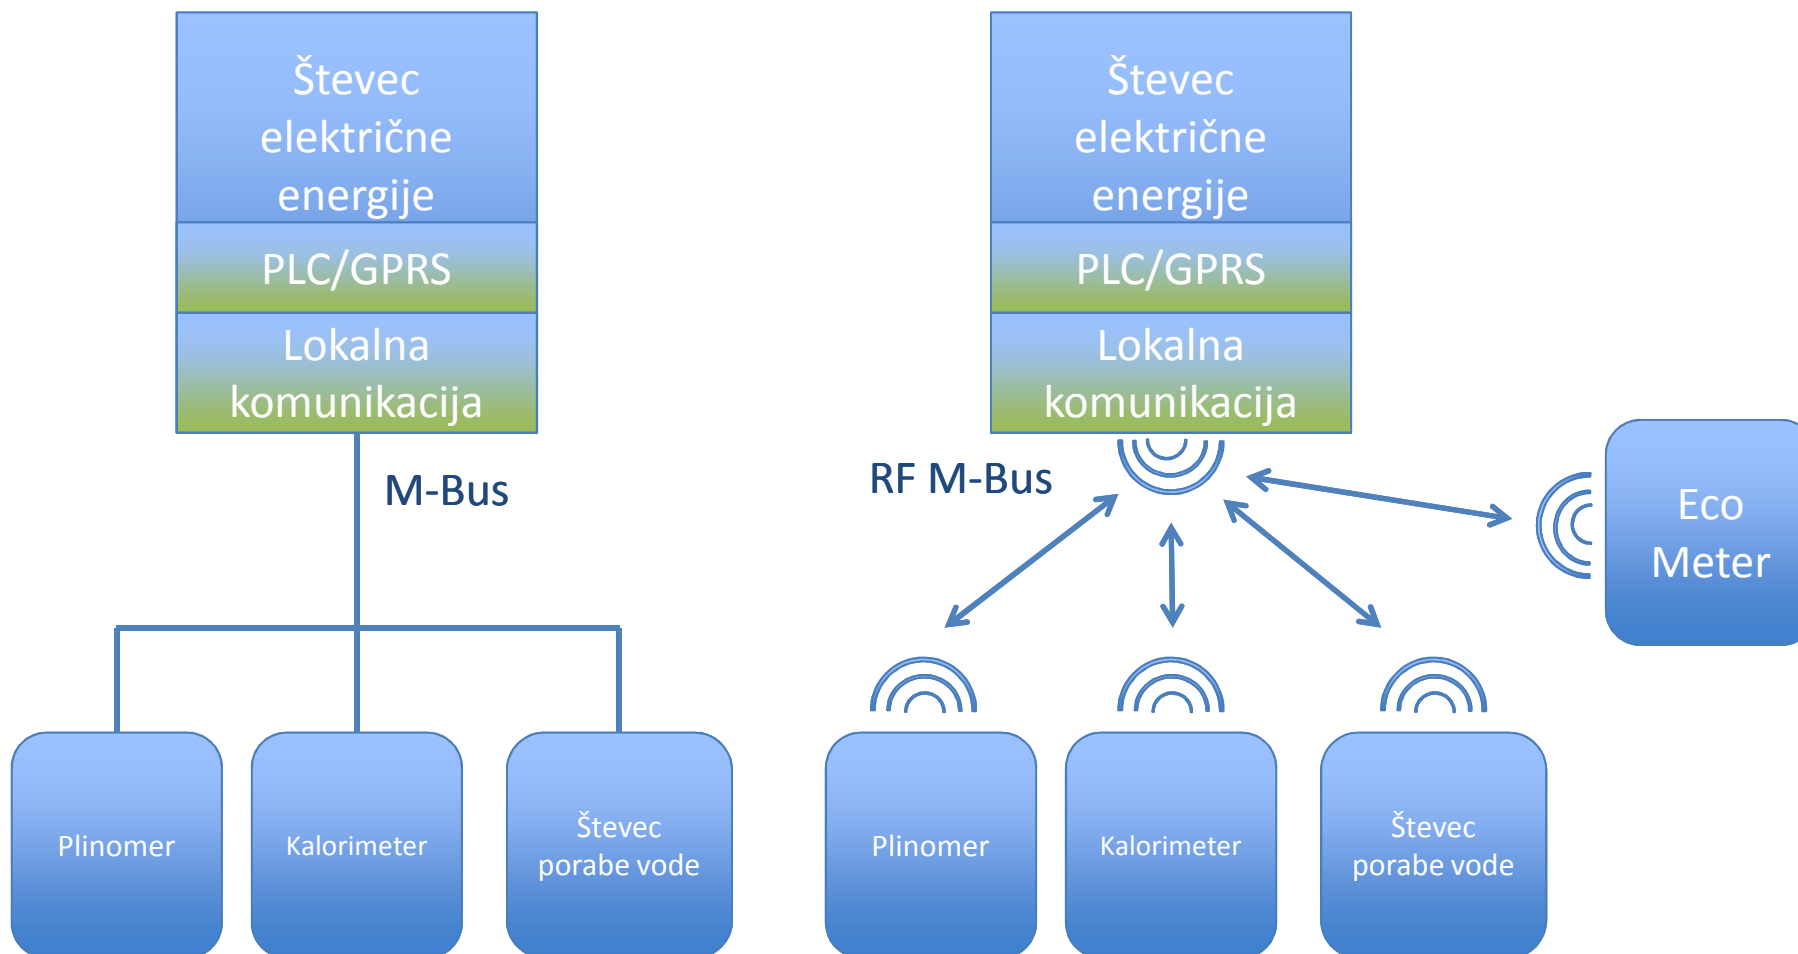 Števec
električne
energije
PLC/GPRS
Lokalna
komunikacija
M-Bus
Plinomer
Kalorimeter
Števec
porabe vode
Števec
električne
energije
PLC/GPRS
Lokalna
komunikacija
RF M-Bus
Eco
Meter
Plinomer
Kalorimeter
Števec
porabe vode